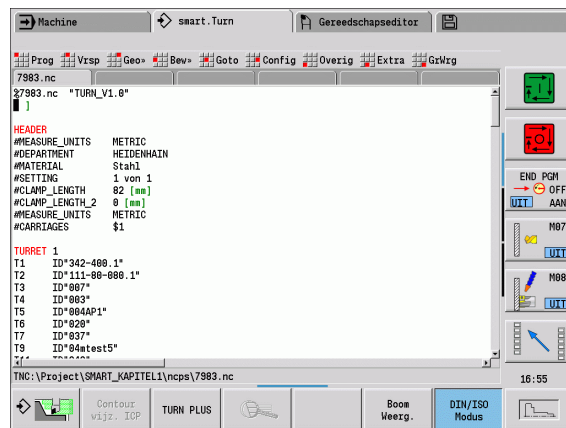 Machine smart.Turn Gereedschapseditor
Prog Vrsp Geo» Bew» Goto Config Overig Extra GrWrg
7983.nc
%7983.nc "TURN_V1.0"
[ ]
HEADER
#MEASURE_UNITS METRIC
#DEPARTMENT HEIDENHAIN
#MATERIAL Stahl
#SETTING 1 von 1
#CLAMP_LENGTH 82 [mm]
#CLAMP_LENGTH_2 0 [mm]
#MEASURE_UNITS METRIC
#CARRIAGES $1
TURRET 1
T1 ID"342-400.1"
T2 ID"111-80-080.1"
T3 ID"007"
T4 ID"003"
T5 ID"004AP1"
T6 ID"020"
T7 ID"037"
T9 ID"04mtest5"
TNC:\Project\SMART_KAPITEL1\ncps\7983.nc
I
O
END PGM
OFF
UIT AAN
M07
UIT
M08
UIT
16:55
Contour
wijz. ICP
TURN PLUS
Boom
Weerg.
DIN/ISO
Modus